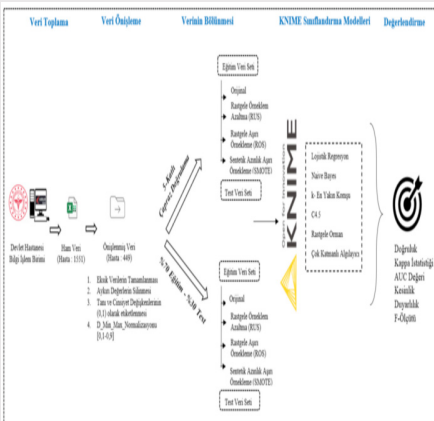 Veri Toplama
Veri Önişleme
Verinin Bölünmesi
KNIME Sınıflandırma Modelleri
Değerlendirme
Devlet Hastanesi
Bilgi İşlem Birimi
Ham Veri
(Hasta : 1531)
Önişlenmiş Veri
(Hasta : 449)
1. Eksik Verilerin Tamamlanması
2. Aykırı Değerlerin Silinmesi
3. Tanı ve Cinsiyet Değişkenlerinin
(0,1) olarak etiketlenmesi
4. D_Min_Max_Normalizasyonu
[0,1-0,9]
5-Katlı
Çapraz Doğrulama
%70 Eğitim - %30 Test
Eğitim Veri Seti
Orijinal
Rastgele Örneklem
Azaltma (RUS)
Rastgele Aşırı
Örnekleme (ROS)
Sentetik Azınlık Aşırı
Örnekleme (SMOTE)
Test Veri Seti
Eğitim Veri Seti
Orijinal
Rastgele Örneklem
Azaltma (RUS)
Rastgele Aşırı
Örnekleme (ROS)
Sentetik Azınlık Aşırı
Örnekleme (SMOTE)
Test Veri Seti
KNIME
Open for Innovation
Lojistik Regresyon
Naive Bayes
k- En Yakın Komşu
C4.5
Rastgele Orman
Çok Katmanlı Algılayıcı
Doğruluk
Kappa İstatistiği
AUC Değeri
Kesinlik
Duyarlılık
F-Ölçütü